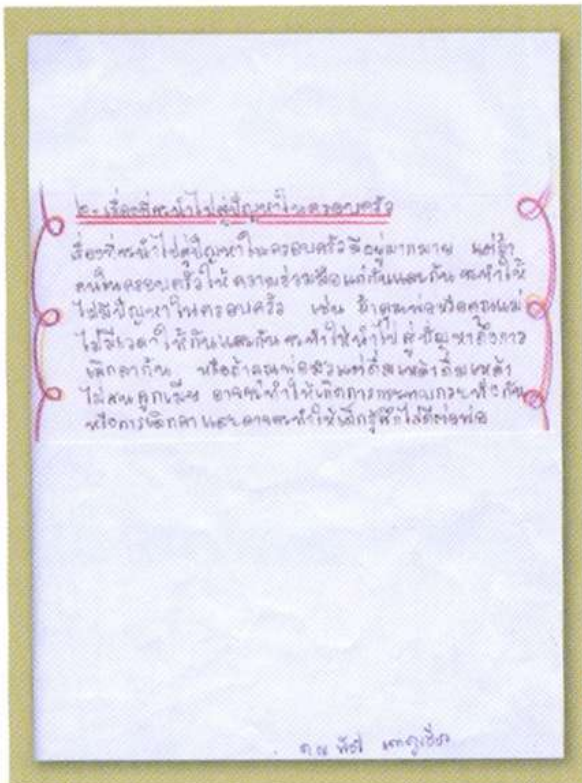 ๒. เรื่องที่จะนำไปสู่ปัญหาในครอบครัว
เรื่องที่จะนำไปสู่ปัญหาในครอบครัวมีอยู่มากมาย แต่ถ้า
คนในครอบครัวให้ความร่วมมือแก่กันและกันจะทำให้
ไม่มีปัญหาในครอบครัว เช่น ถ้าคุณพ่อหรือคุณแม่
ไม่มีเวลาให้กันและกันจะทำให้นำไปสู่ปัญหาถึงการ
เลิกลากัน หรือถ้าคุณพ่อเอาแต่ดื่มเหล้าดื่มเหล้า
ไม่สนลูกเมีย อาจจะทำให้เกิดการทะเลาะกัน
หรือการเลิกลา และอาจจะทำให้เด็กรู้สึกไม่ดีต่อพ่อ